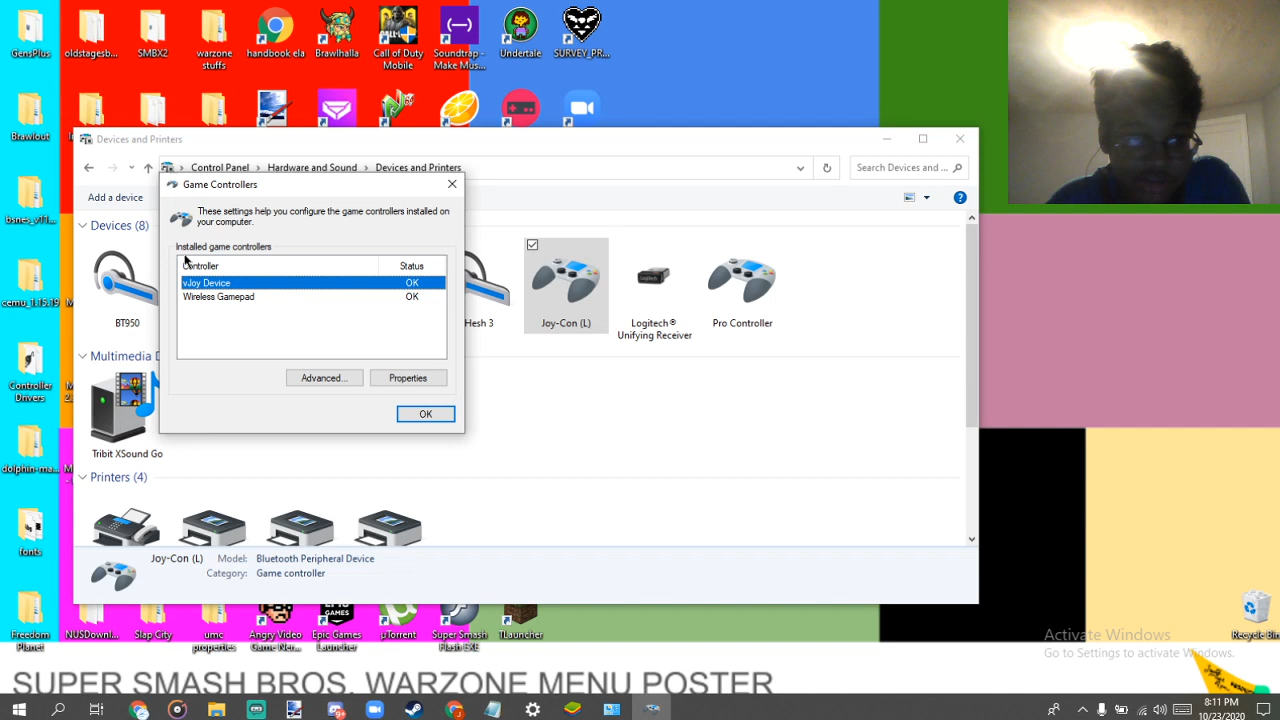 GensPlus
oldstagesb...
SMBX2
warzone
stuffs
handbook ela
Brawlhalla
Call of Duty
Mobile
Soundtrap -
Make Mus...
Undertale
SURVEY_PR...
Brawlout
Devices and Printers
Control Panel > Hardware and Sound > Devices and Printers
Search Devices and ...
Add a device
Game Controllers
These settings help you configure the game controllers installed on
your computer.
Installed game controllers
Controller Status
vJoy Device OK
Wireless Gamepad OK
Advanced...
Properties
OK
Devices (8)
BT950
Hesh 3
Joy-Con (L)
Logitech®
Unifying Receiver
Pro Controller
bsnes_v11...
cemu_1.15.19
Controller
Drivers
Multimedia D
Tribit XSound Go
dolphin-ma...
Printers (4)
fonts
Joy-Con (L) Model: Bluetooth Peripheral Device
Category: Game controller
Freedom
Planet
NUSDownl...
Slap City
umc
properties
Angry Video
Game Ner...
Epic Games
Launcher
µTorrent
Super Smash
Flash EXE
TLauncher
Recycle Bin
Activate Windows
Go to Settings to activate Windows.
SUPER SMASH BROS. WARZONE MENU POSTER
8:11 PM
10/23/2020